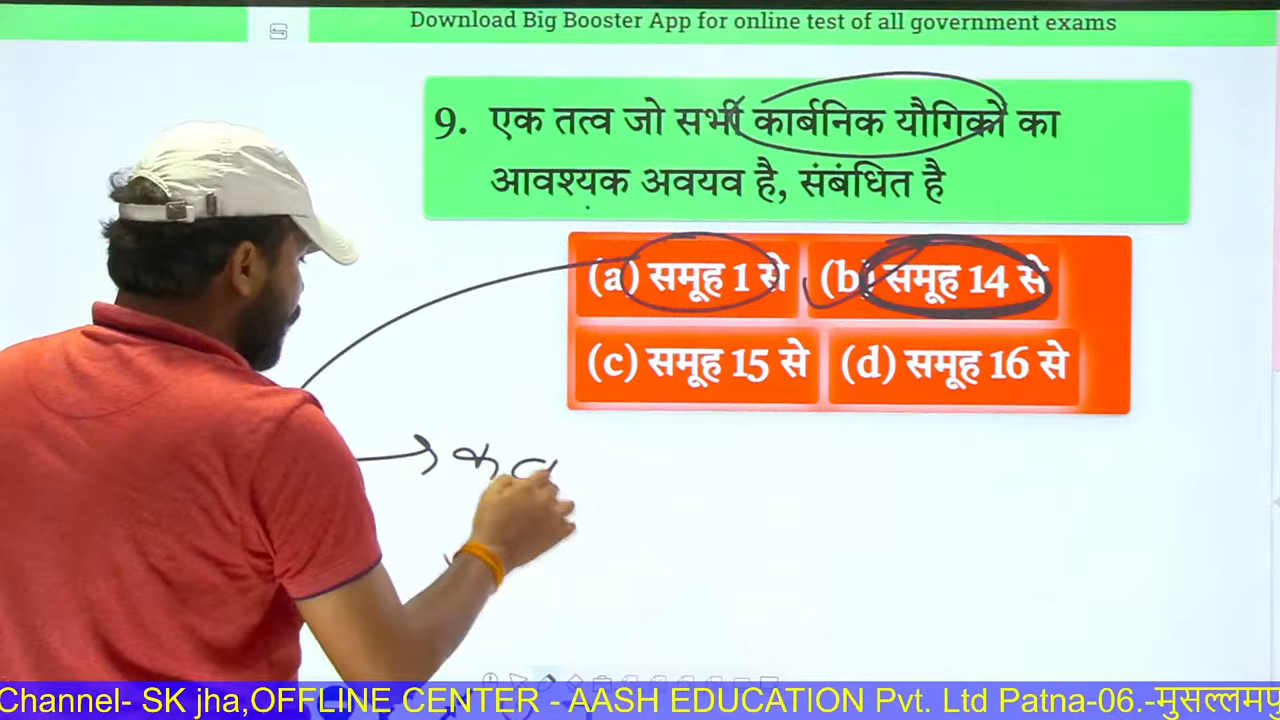 Download Big Booster App for online test of all government exams
9. एक तत्व जो सभी कार्बनिक यौगिकों का
आवश्यक अवयव है, संबंधित है
(a) समूह 1 से (b) समूह 14 से
(c) समूह 15 से (d) समूह 16 से
Channel- SK jha,OFFLINE CENTER - AASH EDUCATION Pvt. Ltd Patna-06.-मुसल्लमपु